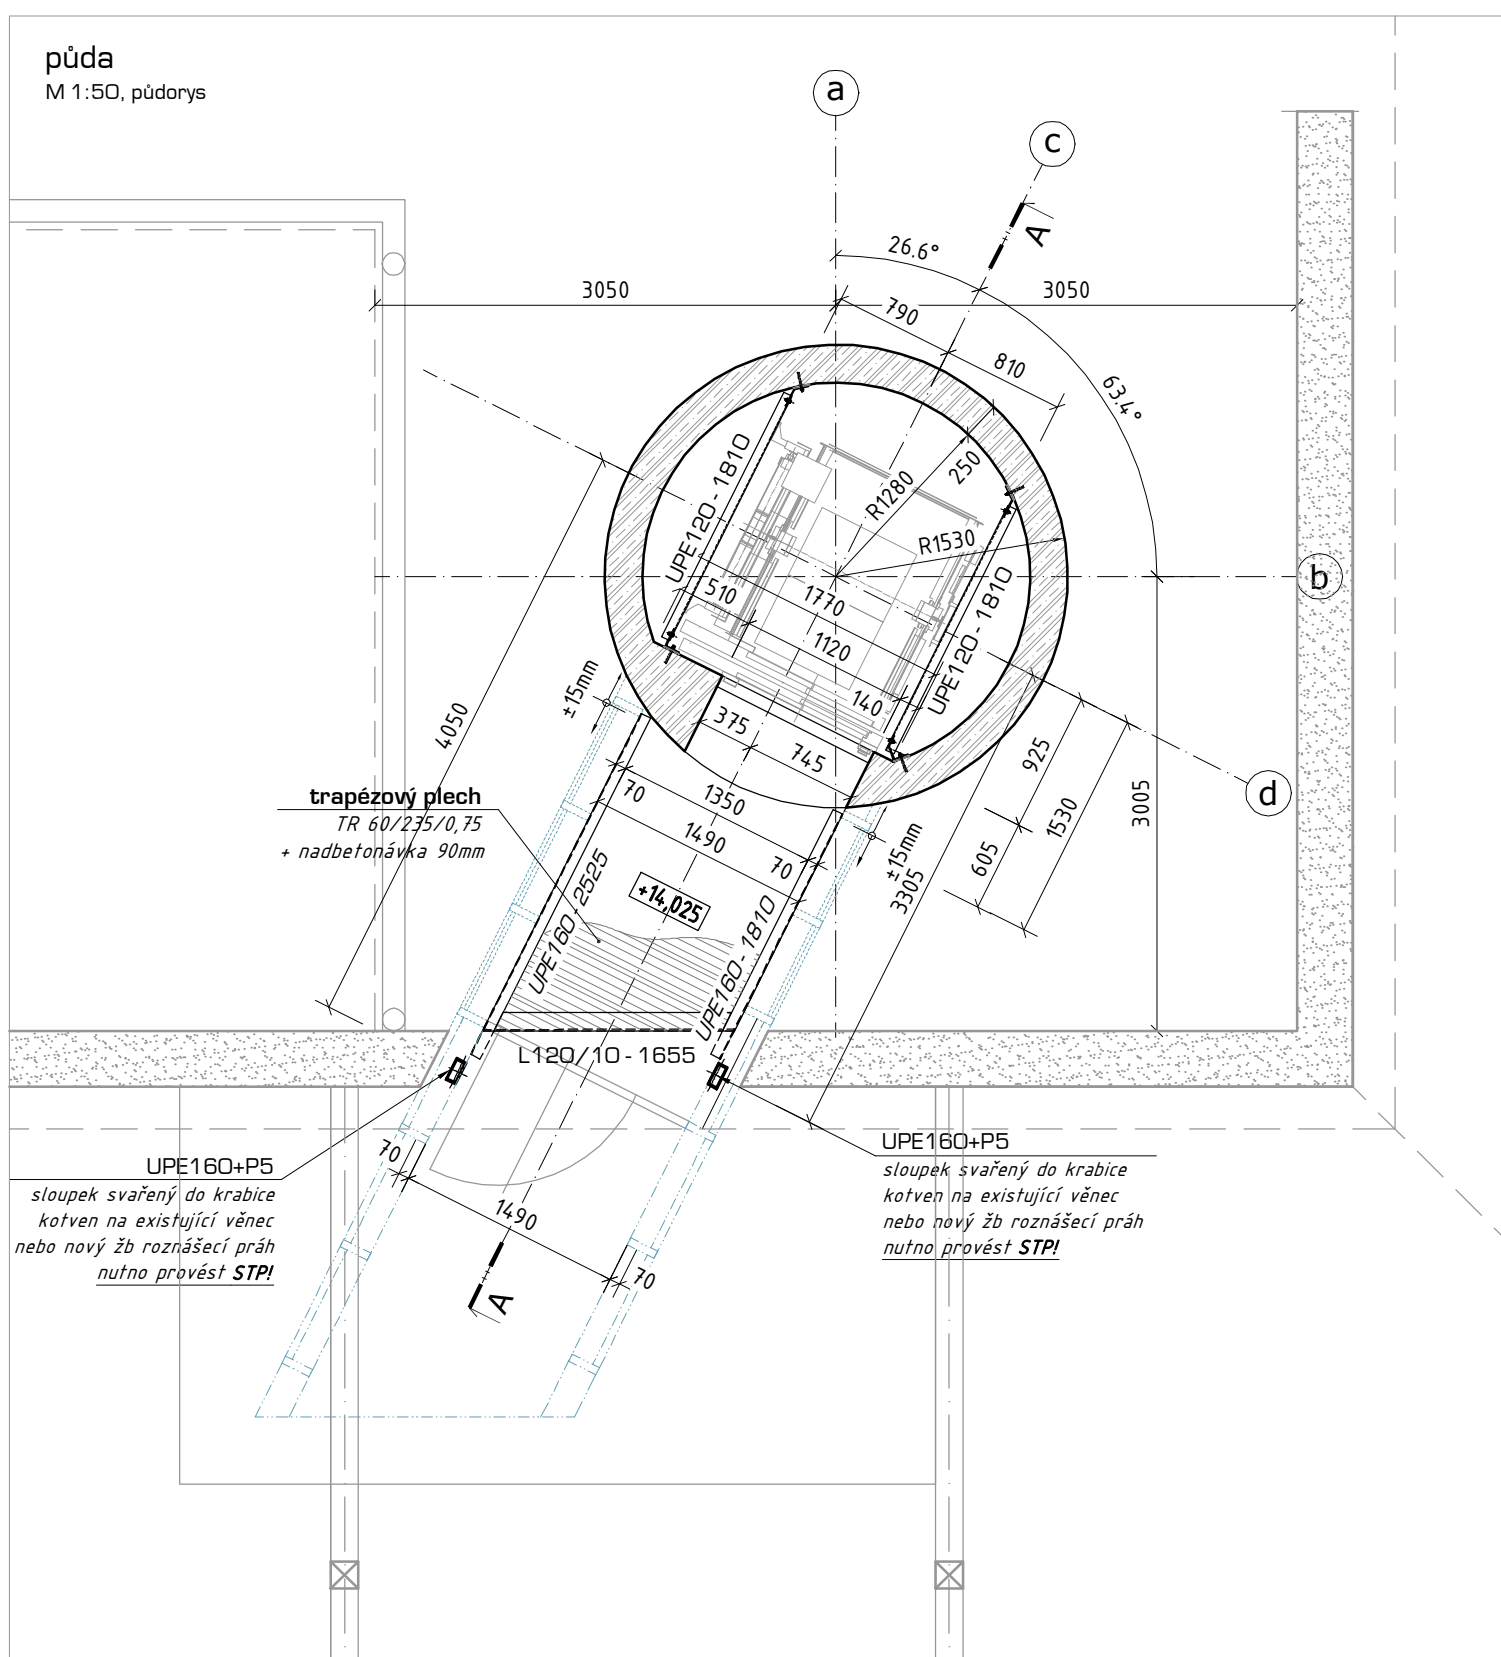 půda
M 1:50, půdorys
a
c
A
26.6°
3050
3050
790
810
63.4°
UPE120-1810
R1280
250
R1530
b
510
1770
1120
UPE120-1810
140
±15mm
4050
375
745
925
3005
d
1530
605
trapézový plech
TR 60/235/0,75
+ nadbetonávka 90mm
70
1350
1490
70
±15mm
3305
+14,025
UPE160-2525
UPE160-1810
L120/10-1655
UPE160+P5
sloupek svařený do krabice
kotven na existující věnec
nebo nový žb roznášecí práh
nutno provést STP!
UPE160+P5
sloupek svařený do krabice
kotven na existující věnec
nebo nový žb roznášecí práh
nutno provést STP!
70
1490
70
A